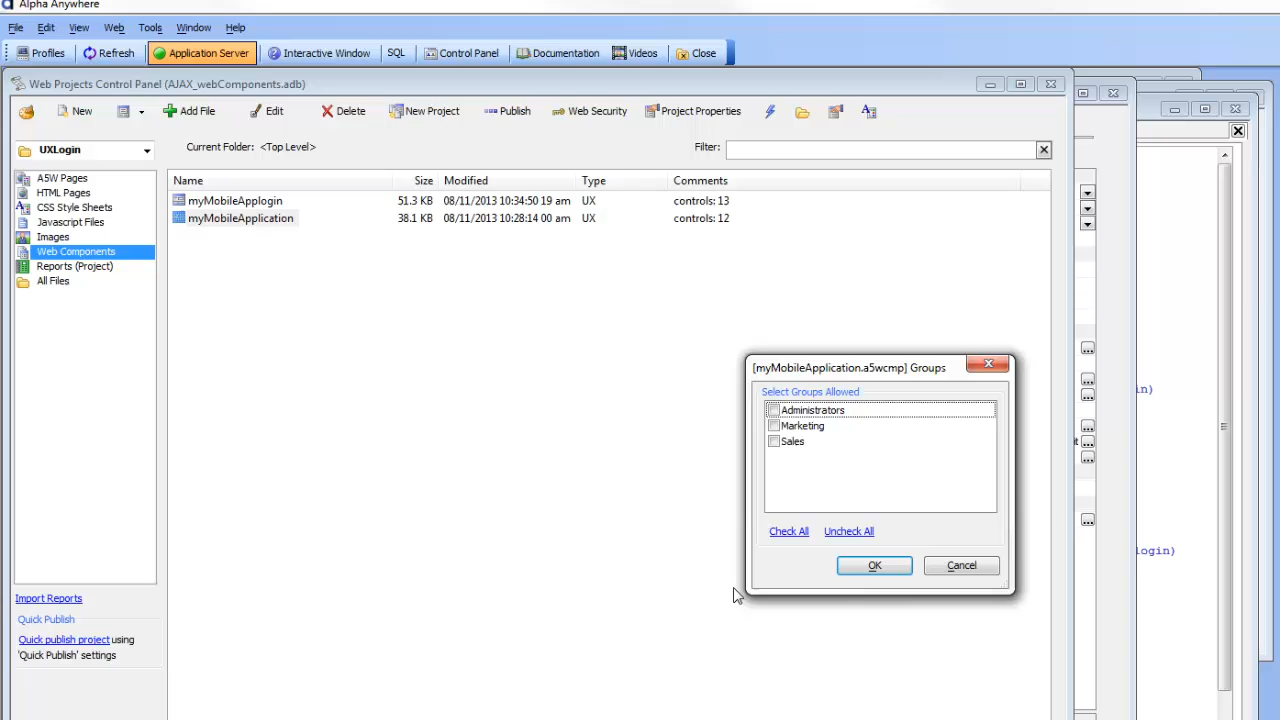 Alpha Anywhere
File Edit View Web Tools Window Help
Profiles Refresh Application Server Interactive Window SQL Control Panel Documentation Videos Close
Web Projects Control Panel (AJAX_webComponents.adb)
New Add File Edit Delete New Project Publish Web Security Project Properties
UXLogin Current Folder: <Top Level> Filter:
A5W Pages
HTML Pages
CSS Style Sheets
Javascript Files
Images
Web Components
Reports (Project)
All Files
Name Size Modified Type Comments
myMobileApplogin 51.3 KB 08/11/2013 10:34:50 19 am UX controls: 13
myMobileApplication 38.1 KB 08/11/2013 10:28:14 00 am UX controls: 12
[myMobileApplication.a5wcmp] Groups
Select Groups Allowed
Administrators
Marketing
Sales
Check All Uncheck All
OK Cancel
in)
it
login)
Import Reports
Quick Publish
Quick publish project using
'Quick Publish' settings